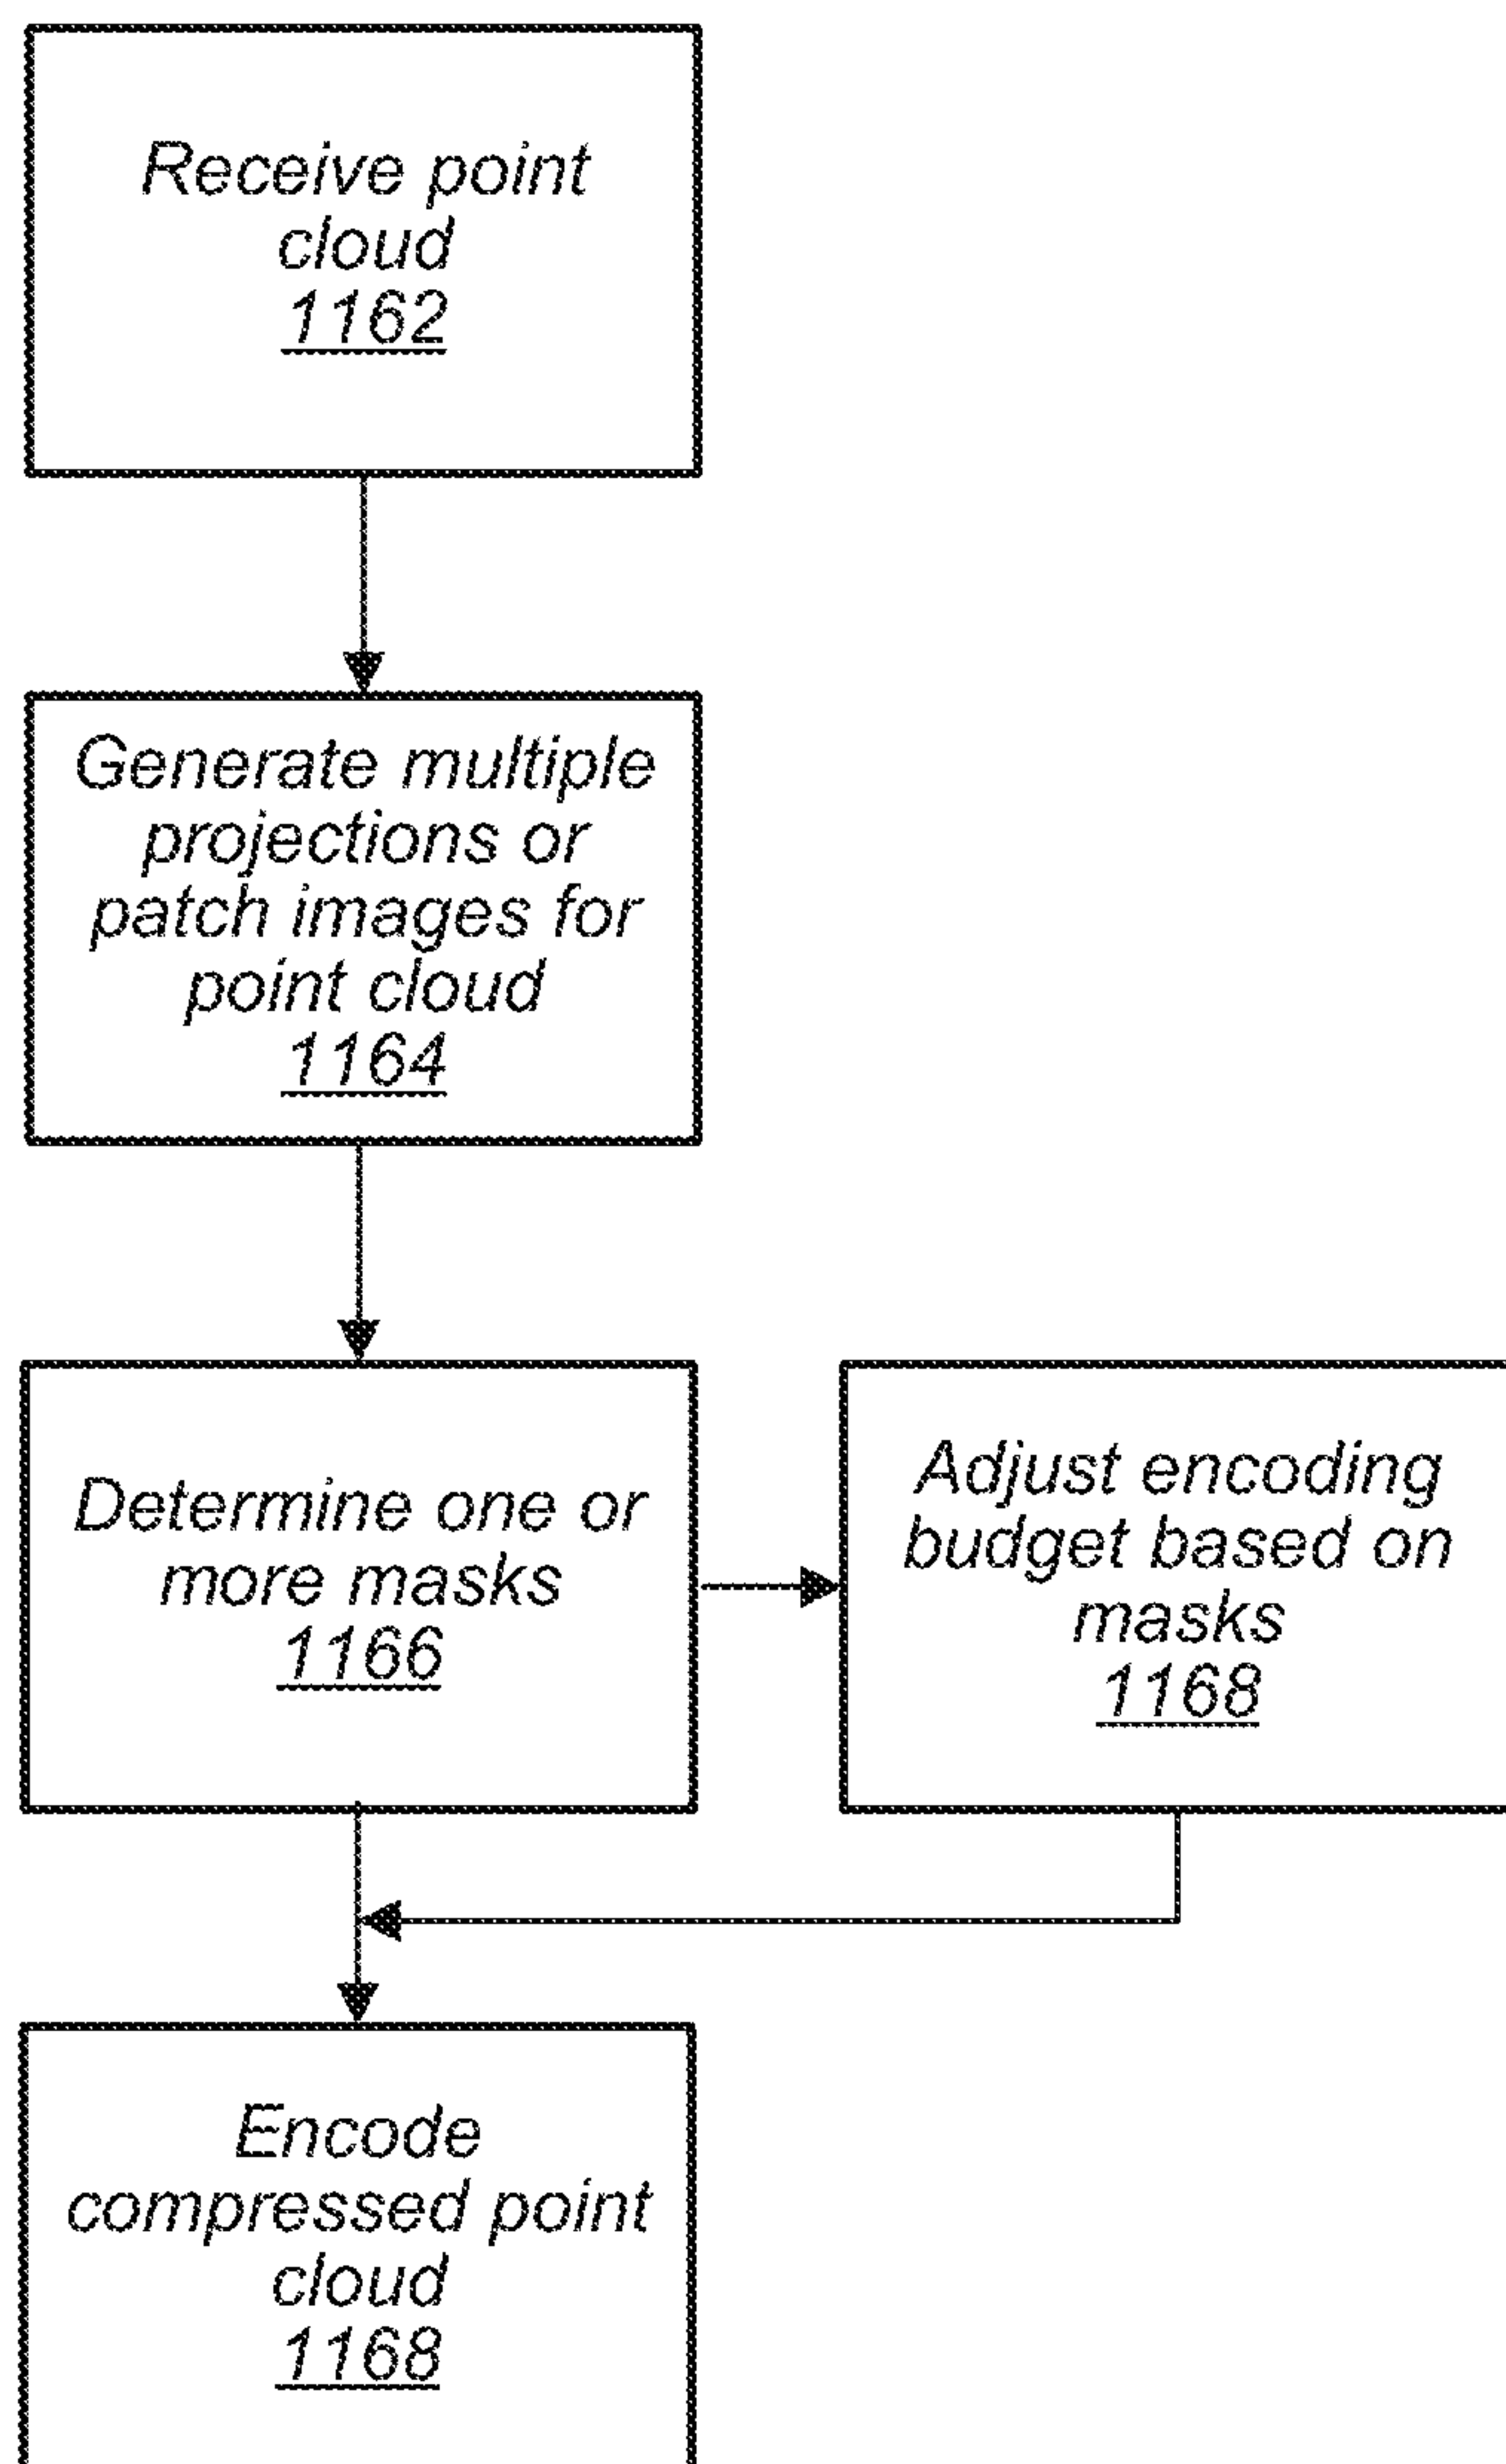 Receive point
cloud
1162
Generate multiple
projections or
patch images for
point cloud
1164
Determine one or
more masks
1166
Adjust encoding
budget based on
masks
1168
Encode
compressed point
cloud
1168